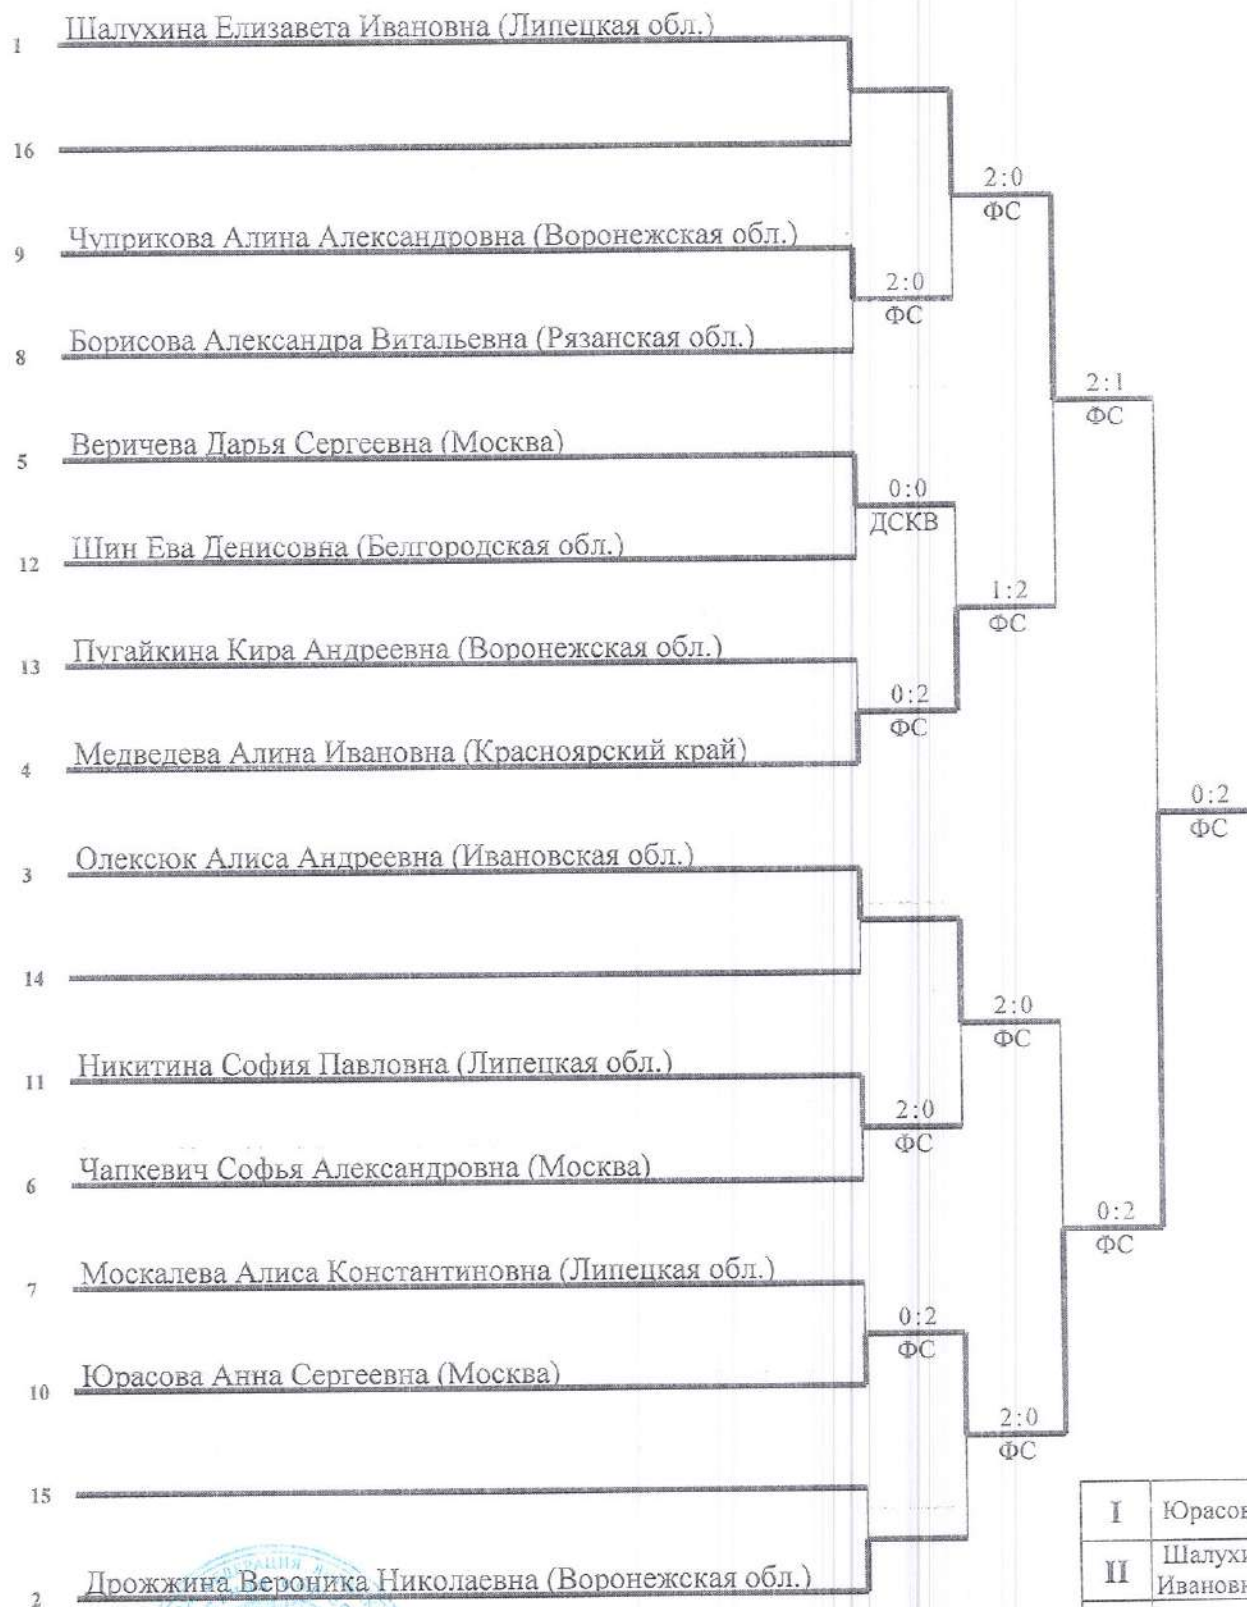 1 Шалухина Елизавета Ивановна (Липецкая обл.)
16
2:0
ФС
9 Чуприкова Алина Александровна (Воронежская обл.)
2:0
ФС
8 Борисова Александра Витальевна (Рязанская обл.)
2:1
ФС
5 Веричева Дарья Сергеевна (Москва)
0:0
ДСКВ
12 Шин Ева Денисовна (Белгородская обл.)
1:2
ФС
13 Пугайкина Кира Андреевна (Воронежская обл.)
0:2
ФС
4 Медведева Алина Ивановна (Красноярский край)
0:2
ФС
3 Олексюк Алиса Андреевна (Ивановская обл.)
14
2:0
ФС
11 Никитина София Павловна (Липецкая обл.)
2:0
ФС
6 Чапкевич Софья Александровна (Москва)
0:2
ФС
7 Москалева Алиса Константиновна (Липецкая обл.)
0:2
ФС
10 Юрасова Анна Сергеевна (Москва)
2:0
ФС
15
I Юрасов
2 Дрожжина Вероника Николаевна (Воронежская обл.)
II Шалухи
Ивановн